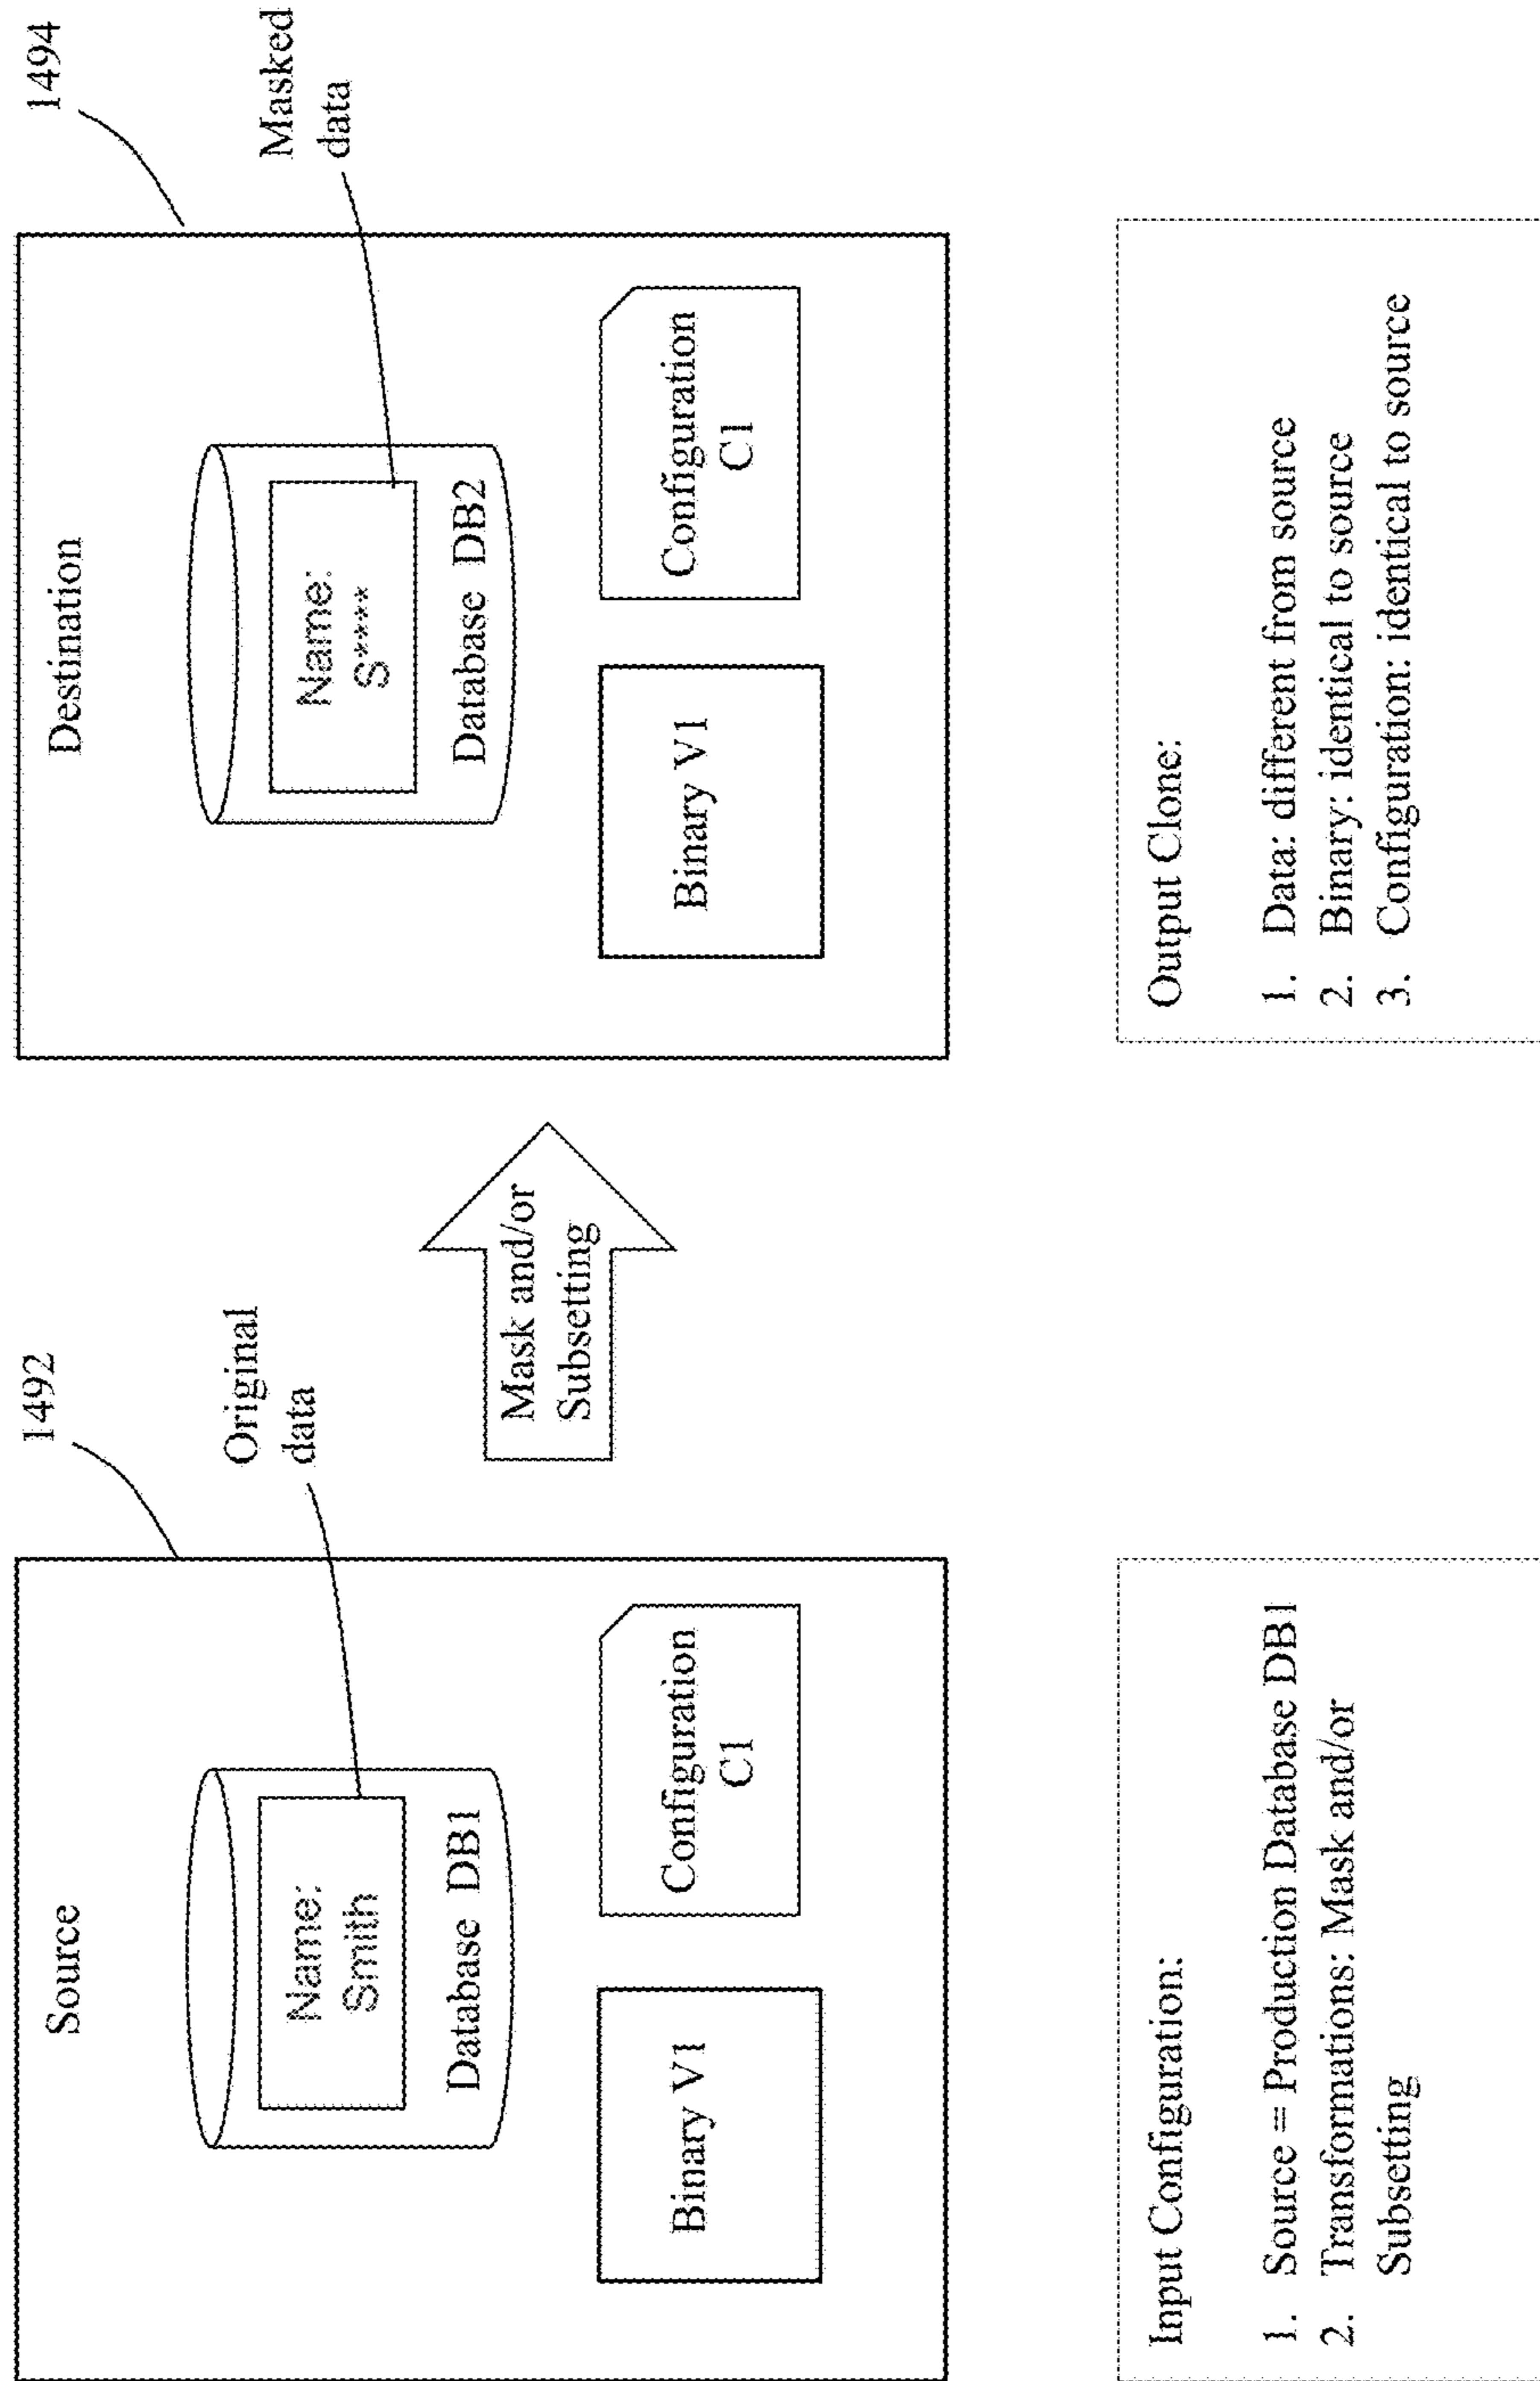 Source
1492
Name:
Smith
Original
data
Database DB1
Binary V1
Configuration
C1
Mask and/or
Subsetting
Destination
1494
Name:
S****
Masked
data
Database DB2
Binary V1
Configuration
C1
Input Configuration:
1. Source = Production Database DB1
2. Transformations: Mask and/or
Subsetting
Output Clone:
1. Data: different from source
2. Binary: identical to source
3. Configuration: identical to source